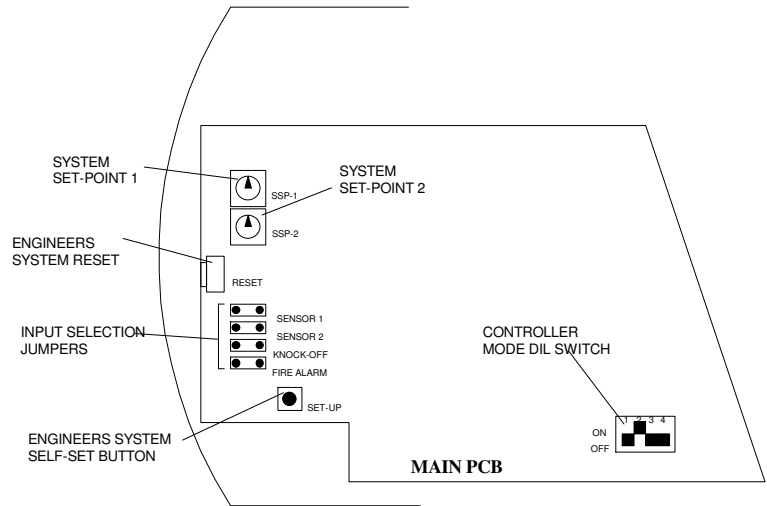 SYSTEM
SET-POINT 1
SYSTEM
SET-POINT 2
SSP-1
SSP-2
ENGINEERS
SYSTEM RESET
RESET
INPUT SELECTION
JUMPERS
SENSOR 1
SENSOR 2
KNOCK-OFF
FIRE ALARM
CONTROLLER
MODE DIL SWITCH
SET-UP
ENGINEERS SYSTEM
SELF-SET BUTTON
1 2 3 4
ON
OFF
MAIN PCB